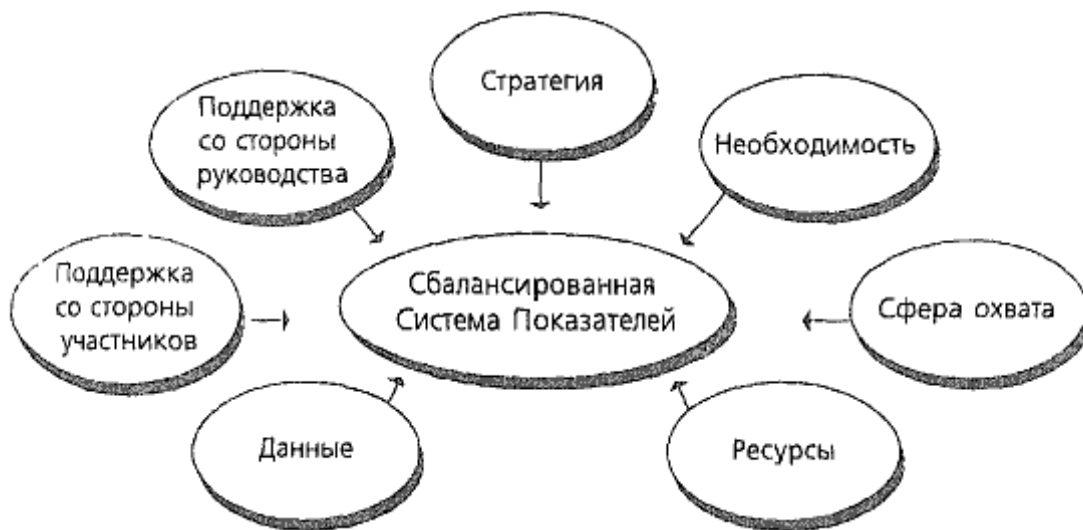 Стратегия
Поддержка
со стороны
руководства
Необходимость
Поддержка
со стороны
участников
Сбалансированная
Система Показателей
Сфера охвата
Данные
Ресурсы